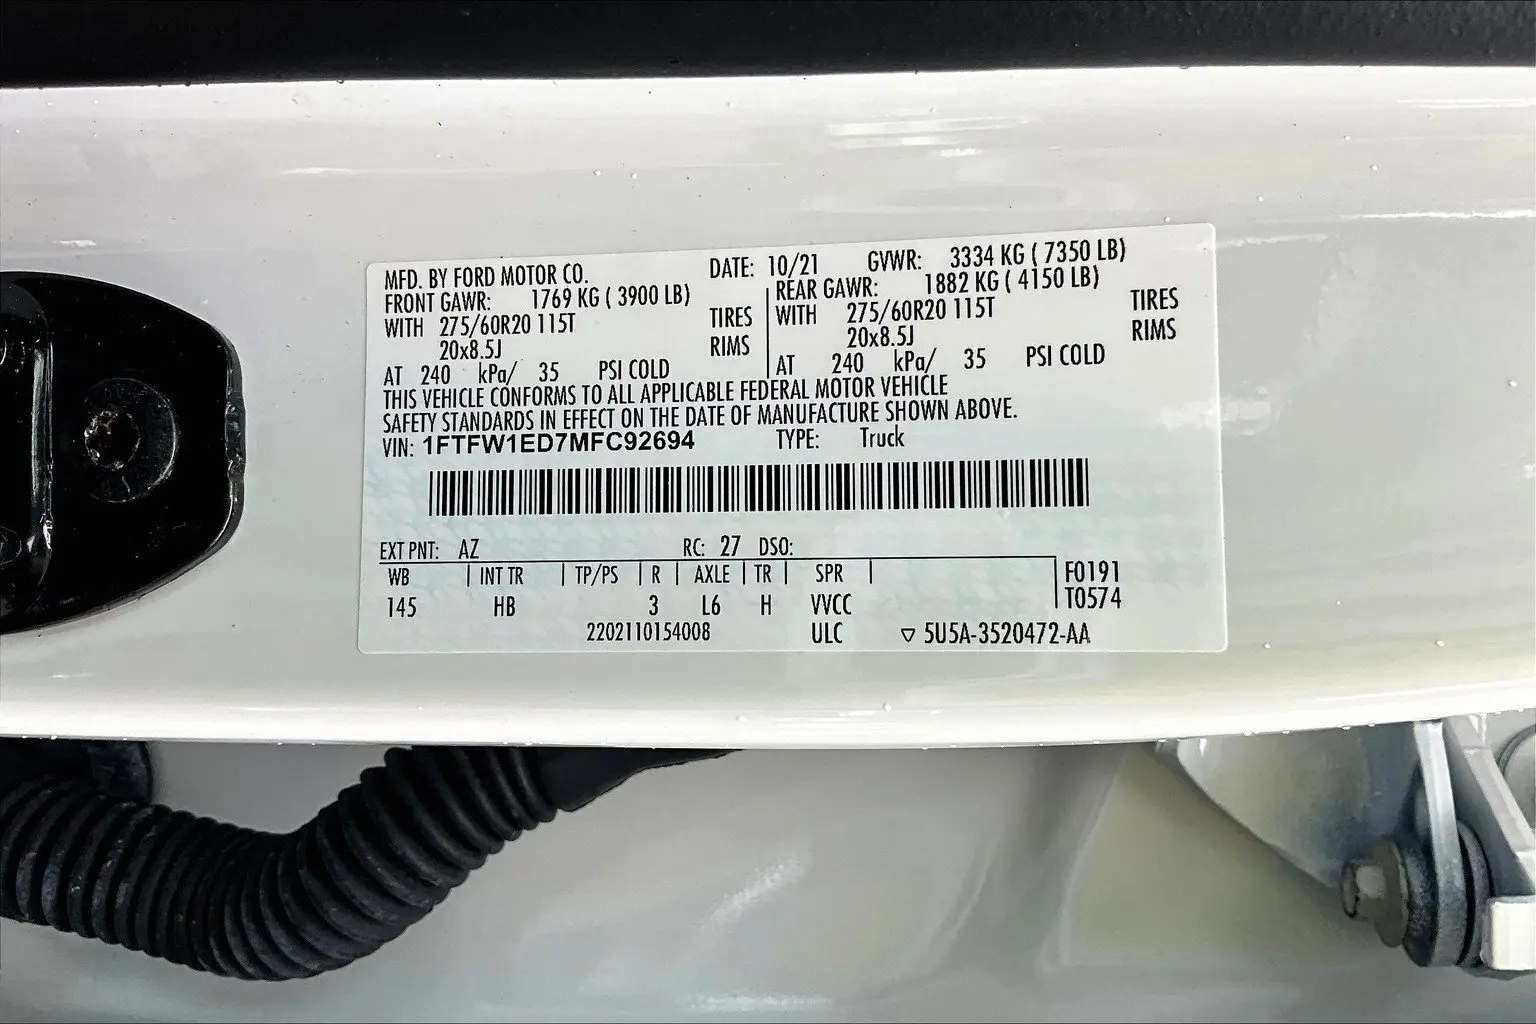 MFD. BY FORD MOTOR CO. DATE: 10/21 GVWR: 3334 KG ( 7350 LB)
FRONT GAWR: 1769 KG ( 3900 LB) REAR GAWR: 1882 KG ( 4150 LB)
WITH 275/60R20 115T TIRES WITH 275/60R20 115T TIRES
20x8.5J RIMS 20x8.5J RIMS
AT 240 kPa/ 35 PSI COLD AT 240 kPa/ 35 PSI COLD
THIS VEHICLE CONFORMS TO ALL APPLICABLE FEDERAL MOTOR VEHICLE
SAFETY STANDARDS IN EFFECT ON THE DATE OF MANUFACTURE SHOWN ABOVE.
VIN: 1FTFW1ED7MFC92694 TYPE: Truck
EXT PNT: AZ RC: 27 DSO:
WB | INT TR | TP/PS | R | AXLE | TR | SPR | F0191
145 HB 3 L6 H VVCC T0574
2202110154008 ULC ▽ 5U5A-3520472-AA